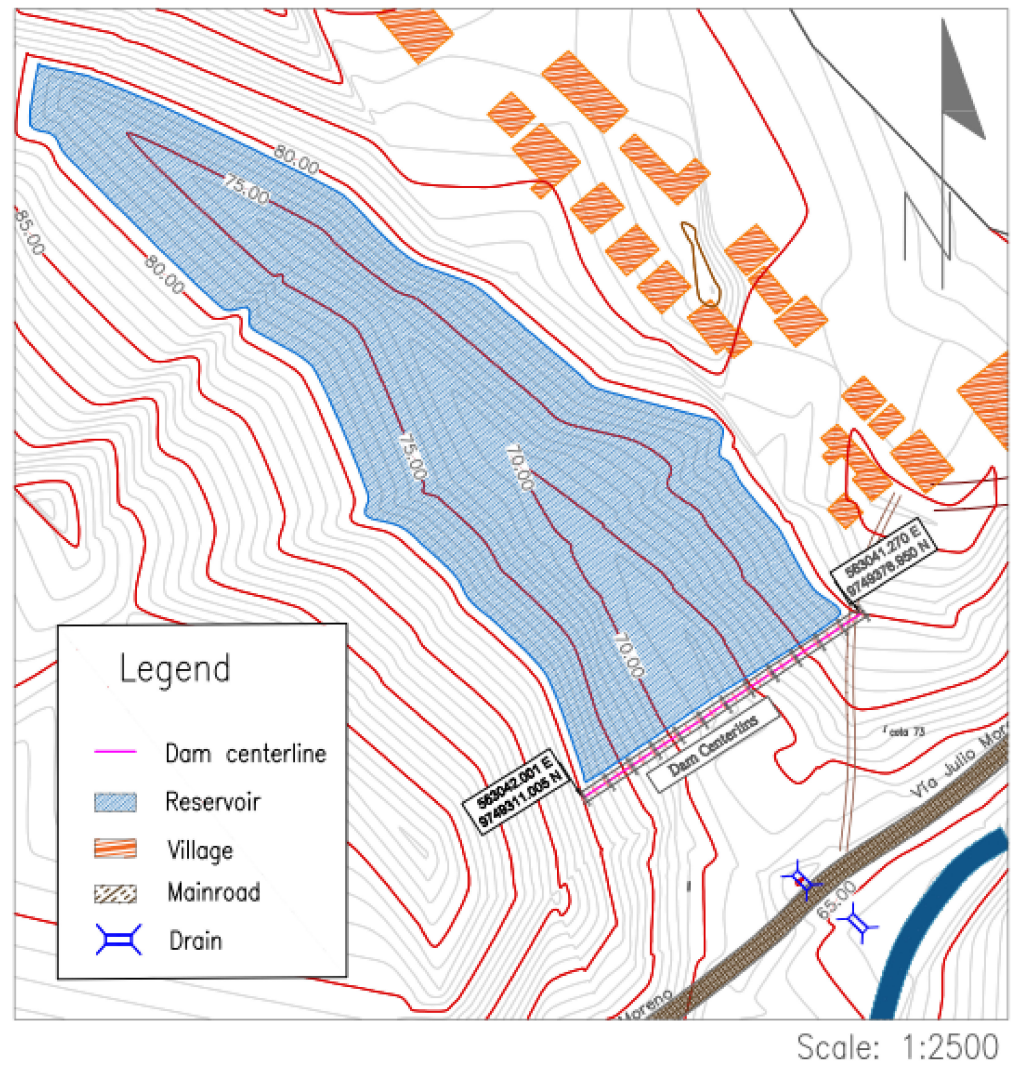 80.00
75.00
85.00
80.00
75.00
70.00
563041.270 E
9749376.950 N
70.00
Legend
Dam centerline
Reservoir
Village
Mainroad
Drain
cota 73
Dam Centerlins
563042.001 E
9749311.005 N
Vía Julio Mor
65.00
Moreno
Scale: 1:2500